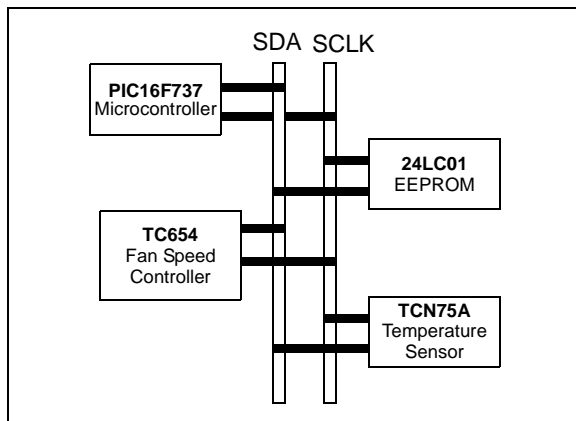 SDA SCLK
PIC16F737
Microcontroller
24LC01
EEPROM
TC654
Fan Speed
Controller
TCN75A
Temperature
Sensor